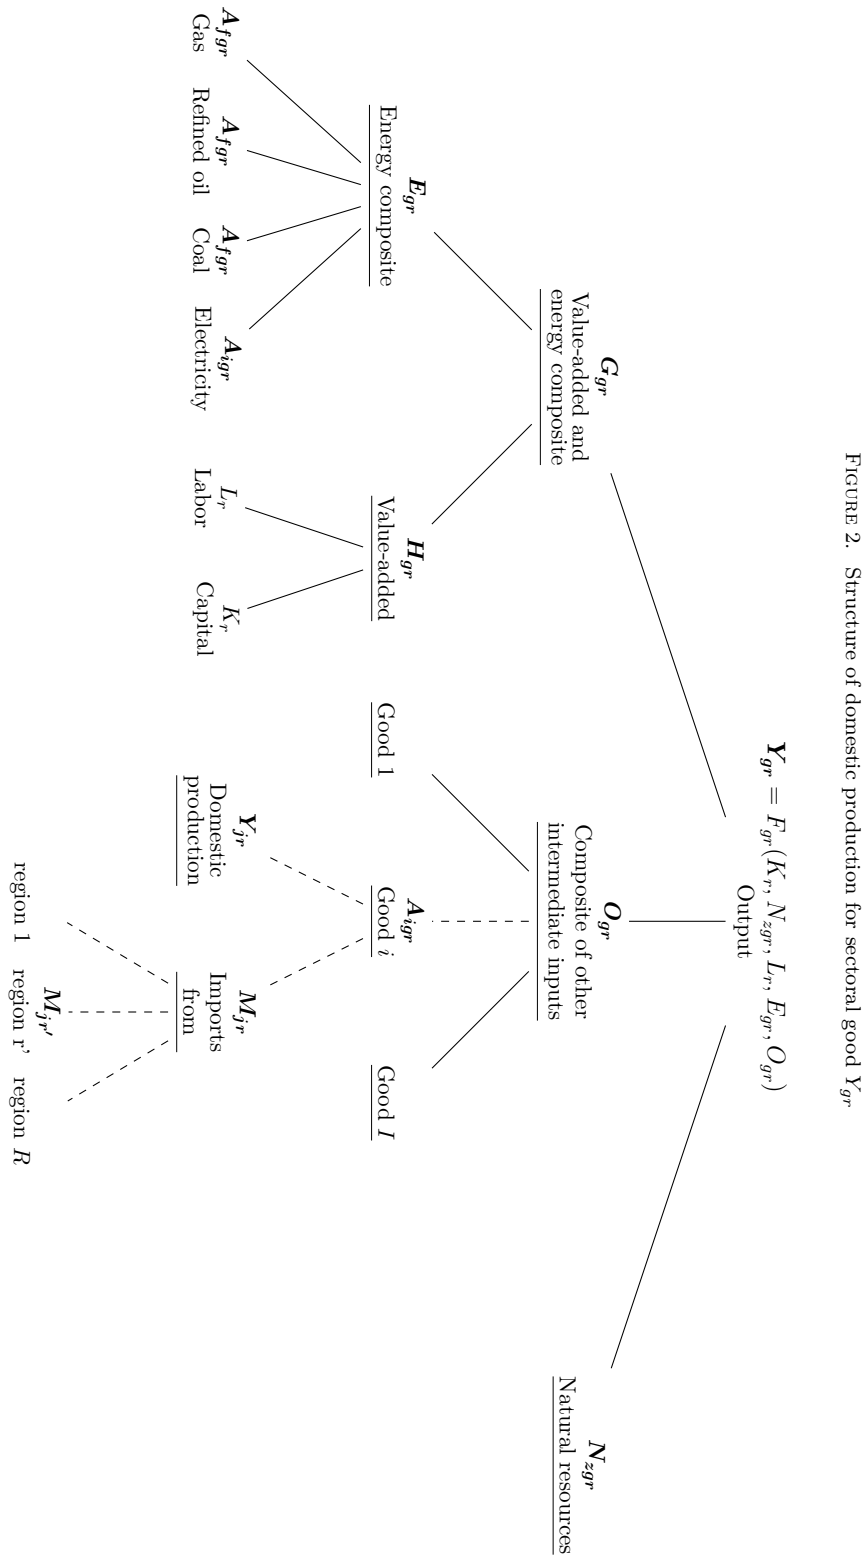 FIGURE 2. Structure of domestic production for sectoral good Y_gr
Y_gr = F_gr(K_r, N_zgr, L_r, E_gr, O_gr)
Output
G_gr
Value-added and
energy composite
O_gr
Composite of other
intermediate inputs
N_zgr
Natural resources
E_gr
Energy composite
H_gr
Value-added
Good 1
A_igr
Good i
Good I
A_fgr
Gas
A_fgr
Refined oil
A_fgr
Coal
A_igr
Electricity
L_r
Labor
K_r
Capital
Y_jr
Domestic
production
M_jr
Imports
from
region 1
M_jr'
region r'
region R